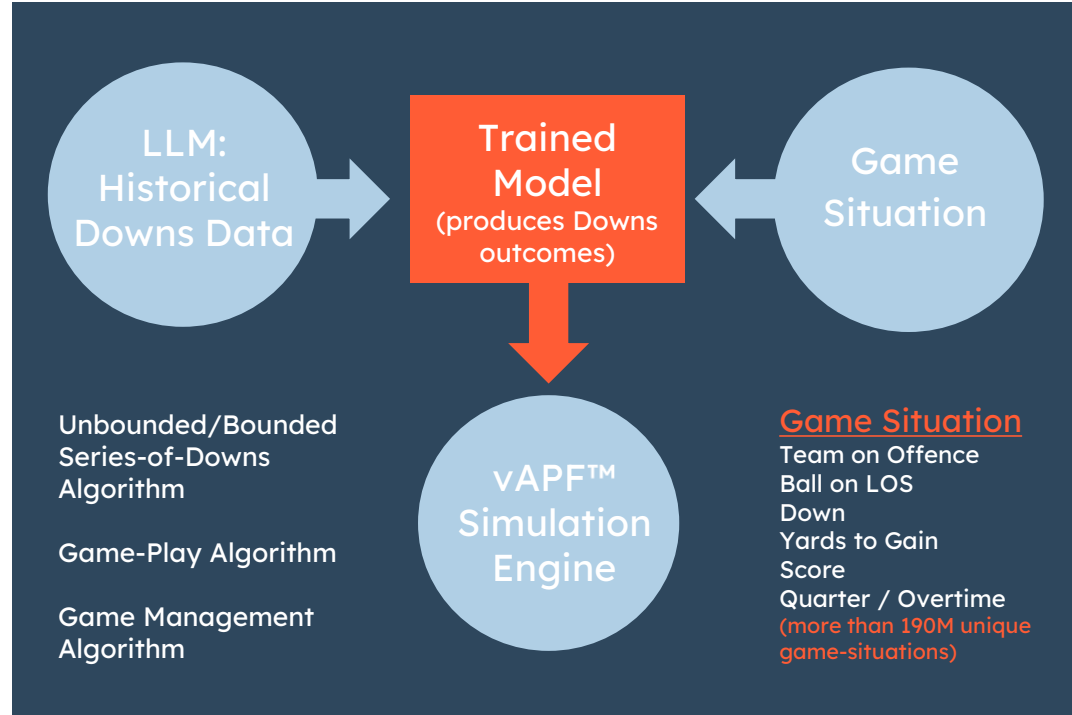 LLM:
Historical
Downs Data
Trained
Model
(produces Downs
outcomes)
Game
Situation
Unbounded/Bounded
Series-of-Downs
Algorithm
Game-Play Algorithm
Game Management
Algorithm
vAPF™
Simulation
Engine
Game Situation
Team on Offence
Ball on LOS
Down
Yards to Gain
Score
Quarter / Overtime
(more than 190M unique
game-situations)